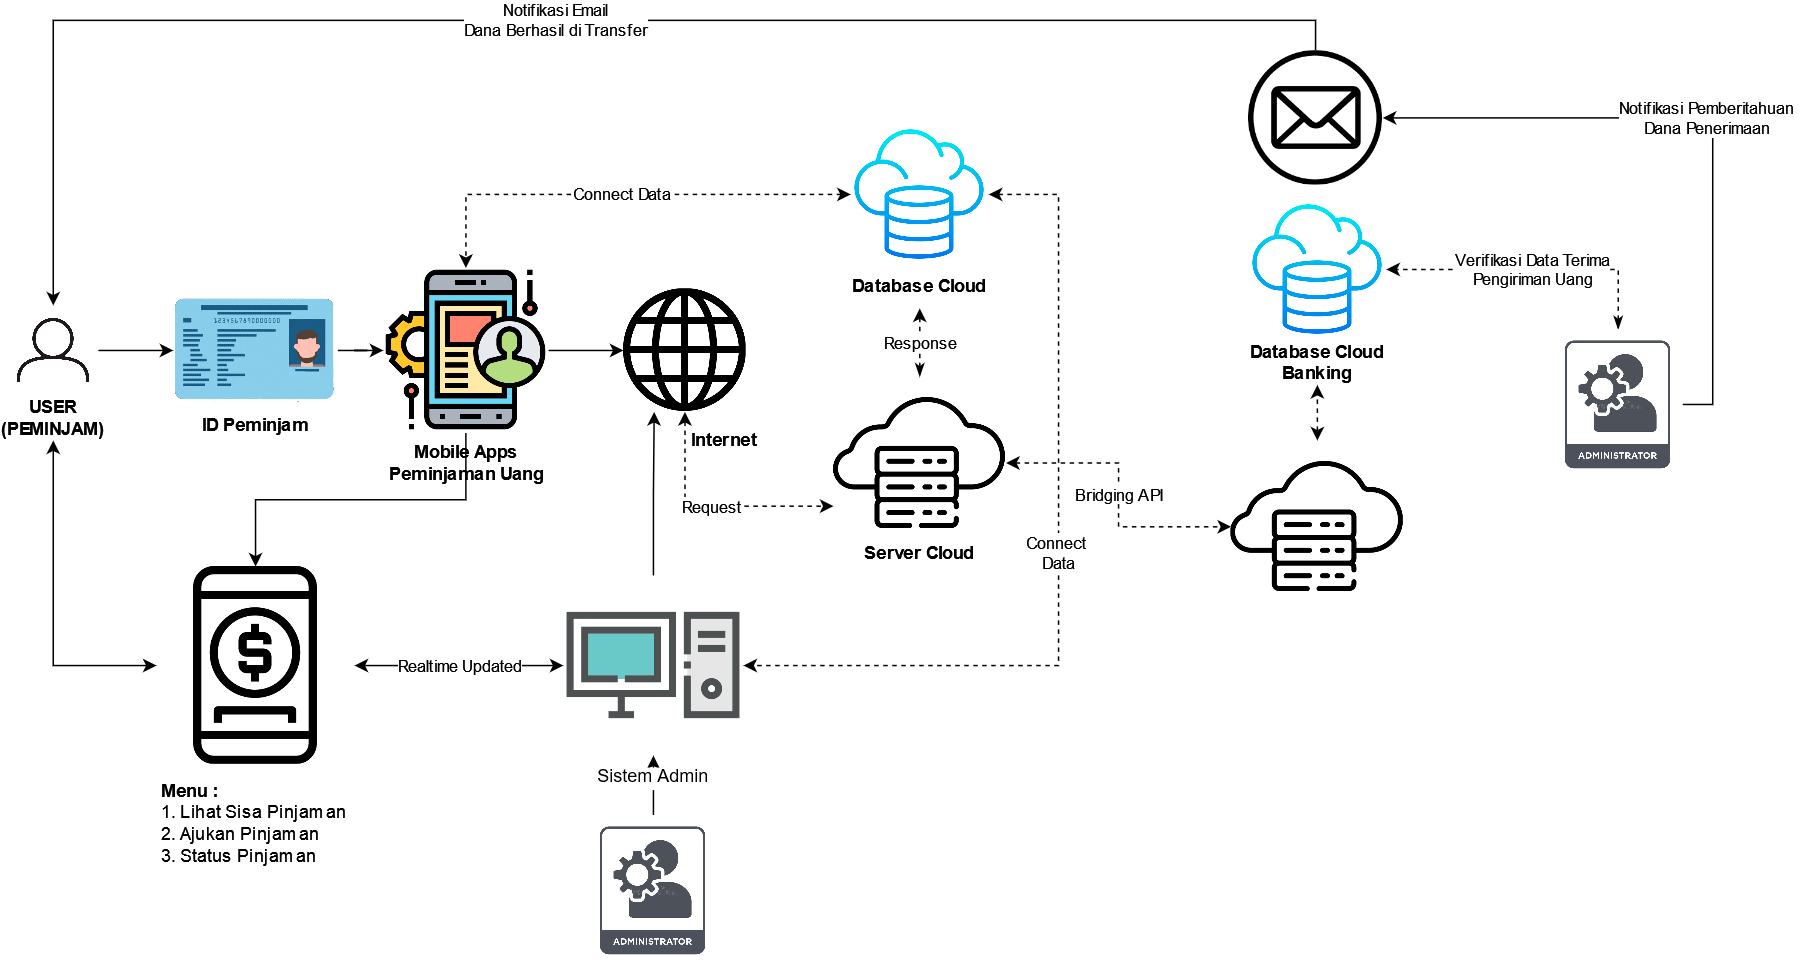 Notifikasi Email
Dana Berhasil di Transfer
Notifikasi Pemberitahuan
Dana Penerimaan
Connect Data
Database Cloud
Verifikasi Data Terima
Pengiriman Uang
1234567890000000
Response
Database Cloud
Banking
USER
(PEMINJAM)
ID Peminjam
Mobile Apps
Peminjaman Uang
Internet
ADMINISTRATOR
Request
Bridging API
Server Cloud
Connect
Data
Realtime Updated
Sistem Admin
Menu :
1. Lihat Sisa Pinjaman
2. Ajukan Pinjaman
3. Status Pinjaman
ADMINISTRATOR